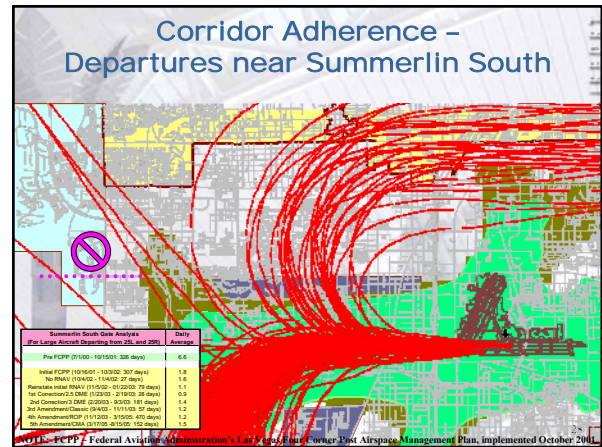 Corridor Adherence –
Departures near Summerlin South
Summerlin South Gate Analysis
(For Large Aircraft Departing from 25L and 25R)
Daily
Average
Pre FCPP (7/1/00 - 10/15/01: 326 days) 6.6
Initial FCPP (10/16/01 - 10/3/02: 307 days) 1.8
No RNAV (10/4/02 - 11/4/02: 27 days) 1.6
Reinstate initial RNAV (11/5/02 - 01/22/03: 79 days) 1.1
1st Correction/2.5 DME (1/23/03 - 2/19/03: 28 days) 0.9
2nd Correction/3 DME (2/20/03 - 9/3/03: 181 days) 1.4
3rd Amendment/Classic (9/4/03 - 11/11/03: 57 days) 1.2
4th Amendment/ROP (11/12/03 - 3/15/05: 470 days) 1.2
5th Amendment/CMA (3/17/05 -8/15/05: 152 days) 1.5
NOTE: FCPP – Federal Aviation Administration's Las Vegas Four Corner Post Airspace Management Plan, implemented October 2001